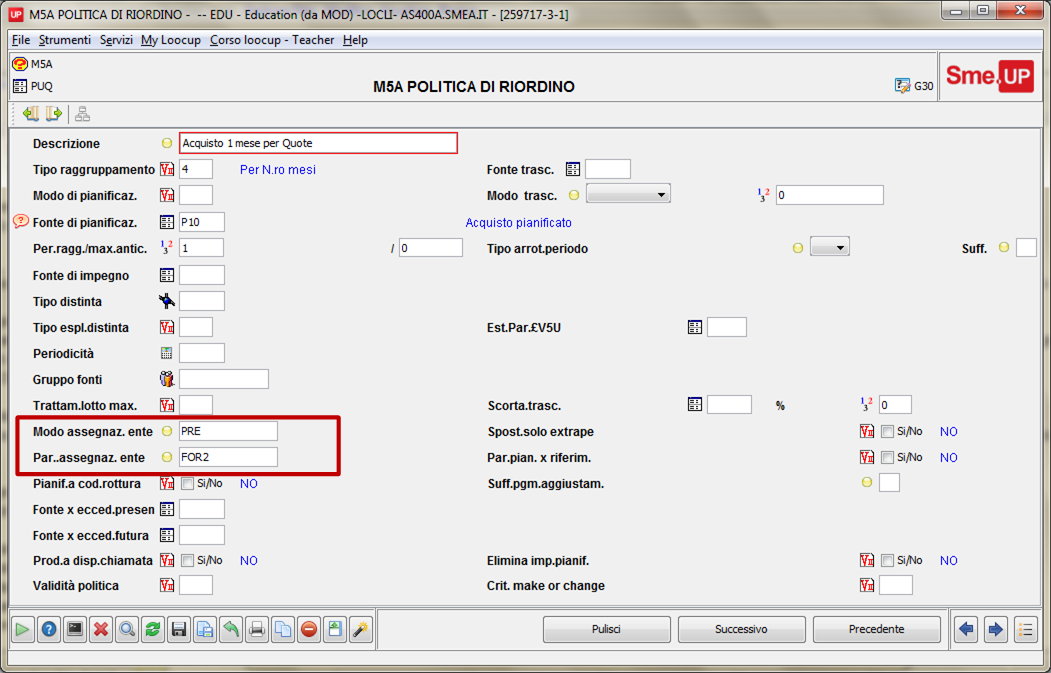 UP M5A POLITICA DI RIORDINO - -- EDU - Education (da MOD) -LOCLI- AS400A.SMEA.IT - [259717-3-1]
File Strumenti Servizi My Loocup Corso loocup - Teacher Help
M5A
PUQ M5A POLITICA DI RIORDINO G30 Sme.UP
Descrizione Acquisto 1 mese per Quote
Tipo raggruppamento 4 Per N.ro mesi Fonte trasc.
Modo di pianificaz. Modo trasc. 0
Fonte di pianificaz. P10 Acquisto pianificato
Per.ragg./max.antic. 1 / 0 Tipo arrot.periodo Suff.
Fonte di impegno
Tipo distinta
Tipo espl.distinta Est.Par.£V5U
Periodicità
Gruppo fonti
Trattam.lotto max. Scorta.trasc. % 0
Modo assegnaz. ente PRE Spost.solo extrape Si/No NO
Par..assegnaz. ente FOR2 Par.pian. x riferim. Si/No NO
Pianif.a cod.rottura Si/No NO Suff.pgm.aggiustam.
Fonte x ecced.presen
Fonte x ecced.futura
Prod.a disp.chiamata Si/No NO Elimina imp.pianif. Si/No NO
Validità politica Crit. make or change
Pulisci Successivo Precedente